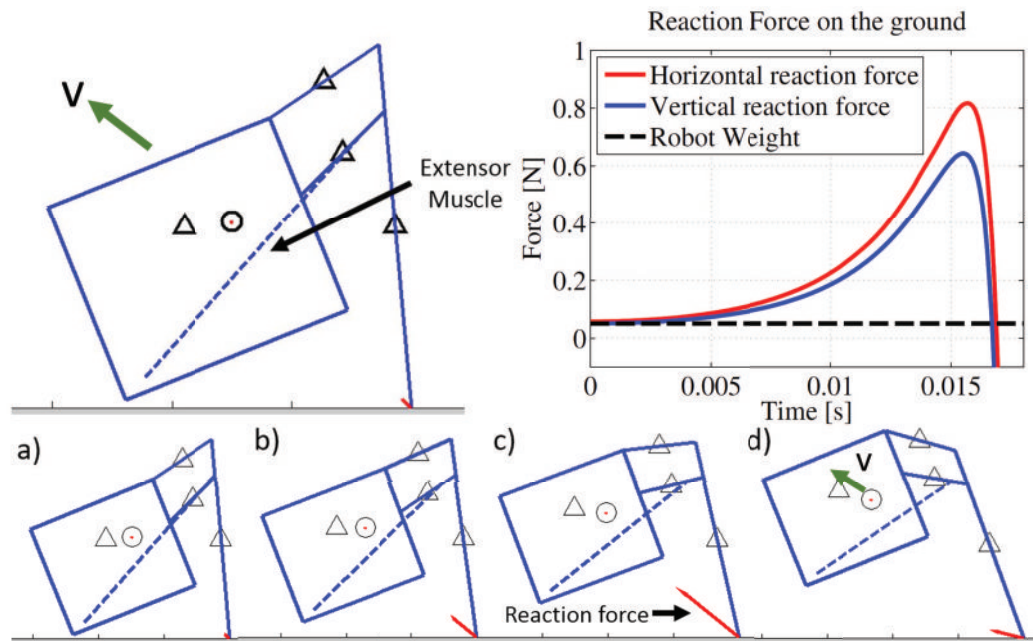 V
Extensor
Muscle
Reaction Force on the ground
Horizontal reaction force
Vertical reaction force
Robot Weight
Force [N]
1
0.8
0.6
0.4
0.2
0
0
0.005
0.01
0.015
Time [s]
a)
b)
c)
d)
V
Reaction force